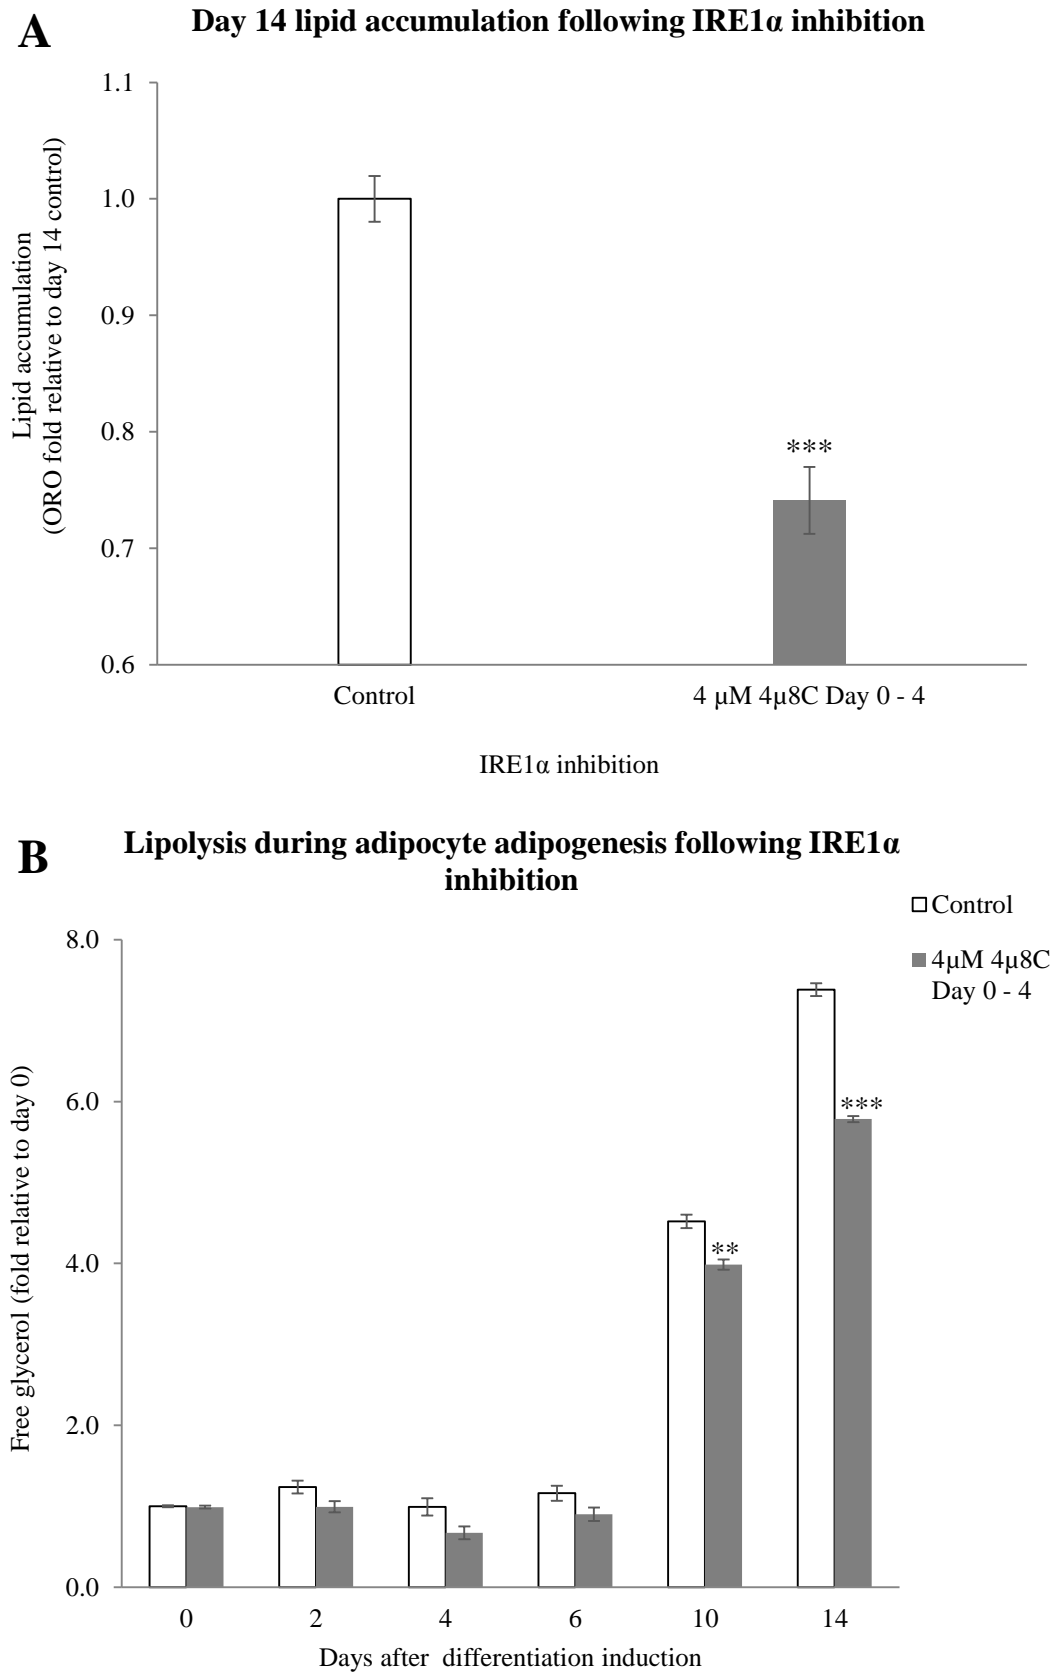 A
Day 14 lipid accumulation following IRE1α inhibition
Lipid accumulation
(ORO fold relative to day 14 control)
1.1
1.0
0.9
0.8
0.7
0.6
***
Control
4 µM 4µ8C Day 0 - 4
IRE1α inhibition
B
Lipolysis during adipocyte adipogenesis following IRE1α
inhibition
Control
4µM 4µ8C
Day 0 - 4
Free glycerol (fold relative to day 0)
8.0
6.0
4.0
2.0
0.0
**
***
0 2 4 6 10 14
Days after  differentiation induction